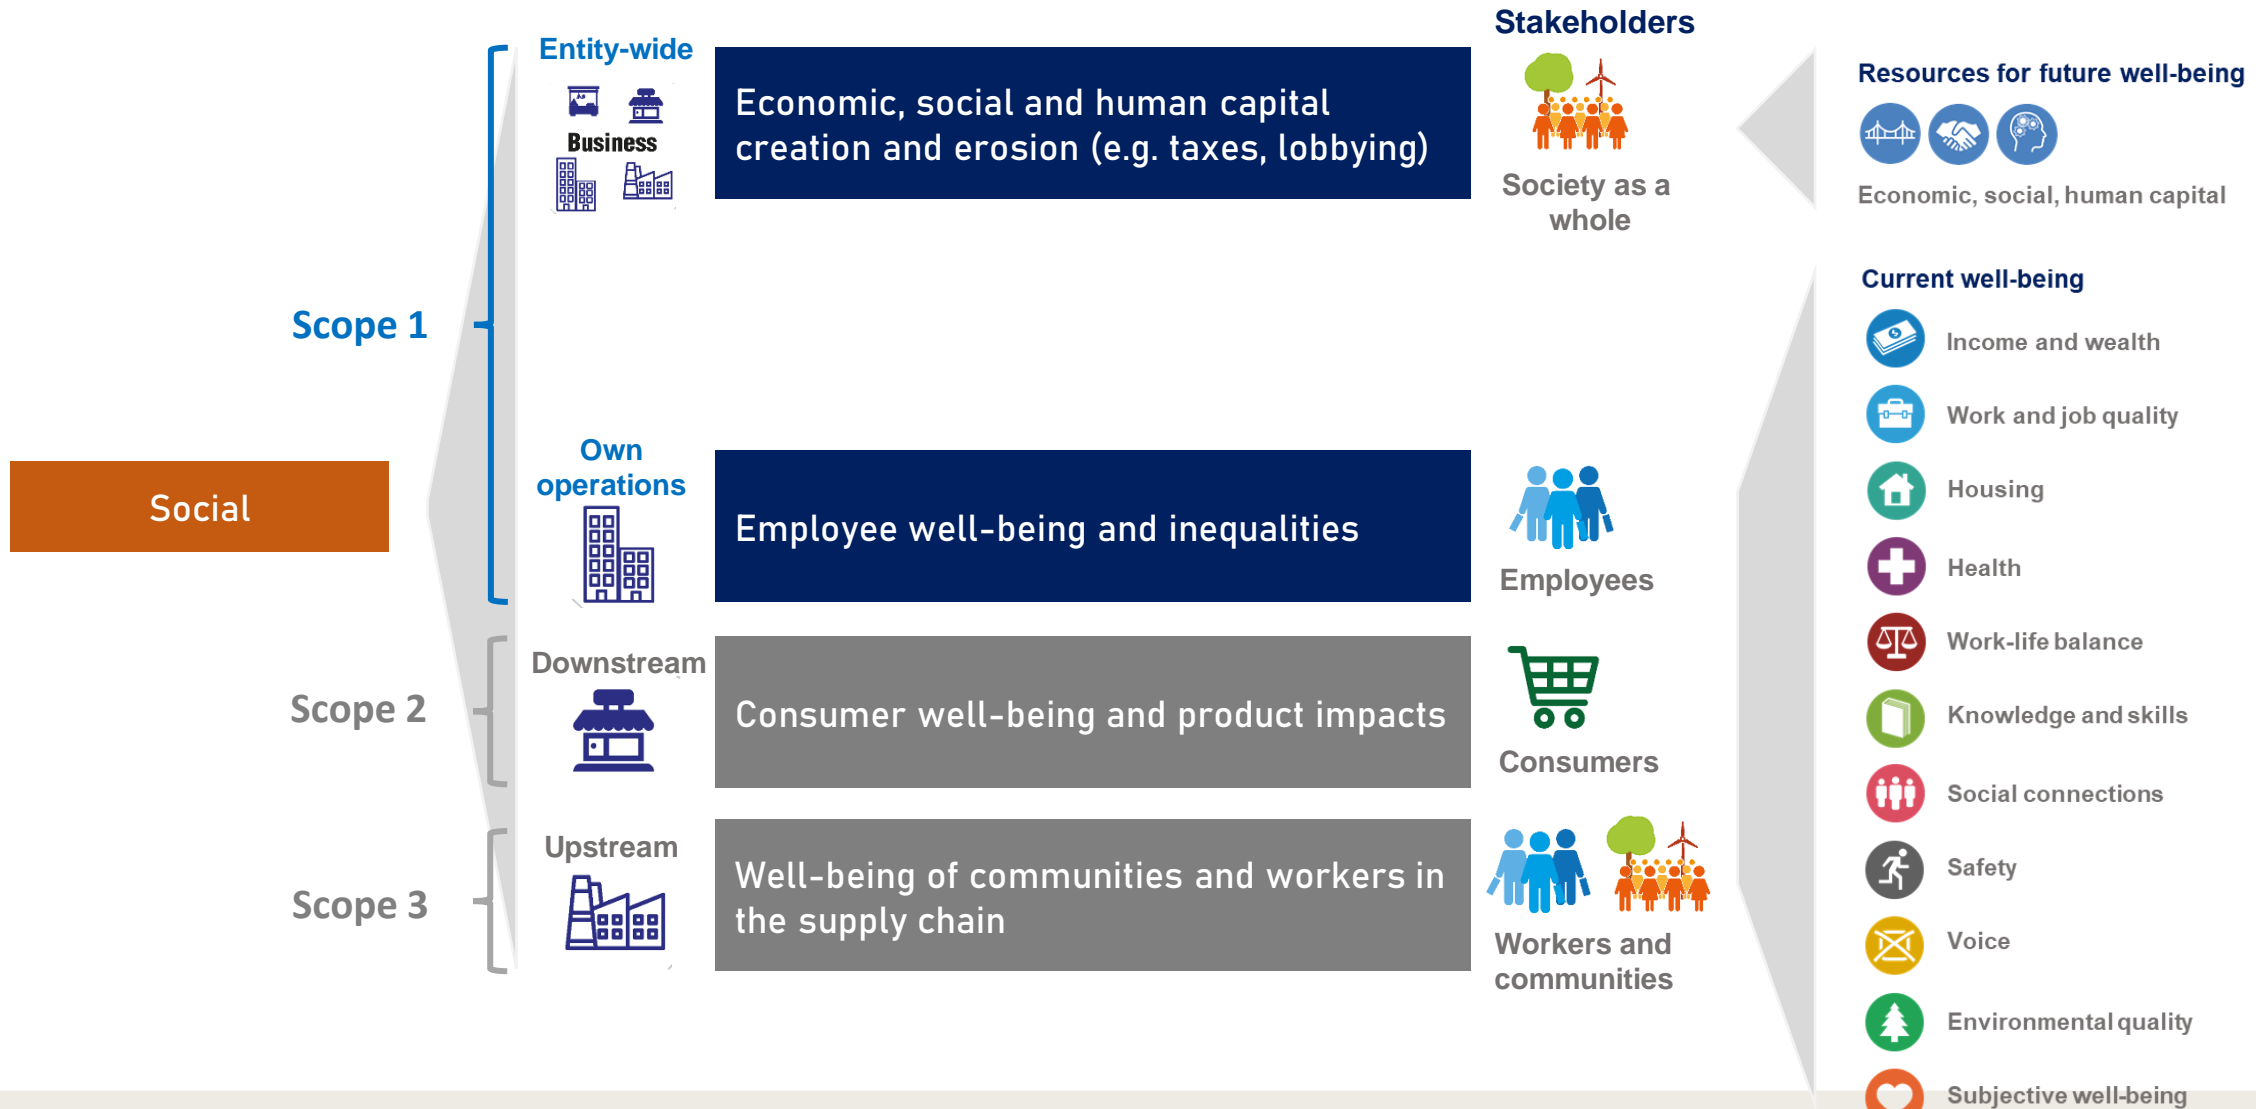 Stakeholders
Entity-wide
Business
Economic, social and human capital
creation and erosion (e.g. taxes, lobbying)
Society as a
whole
Resources for future well-being
Economic, social, human capital
Scope 1
Own
operations
Employee well-being and inequalities
Employees
Social
Scope 2
Downstream
Consumer well-being and product impacts
Consumers
Scope 3
Upstream
Well-being of communities and workers in
the supply chain
Workers and
communities
Current well-being
Income and wealth
Work and job quality
Housing
Health
Work-life balance
Knowledge and skills
Social connections
Safety
Voice
Environmental quality
Subjective well-being